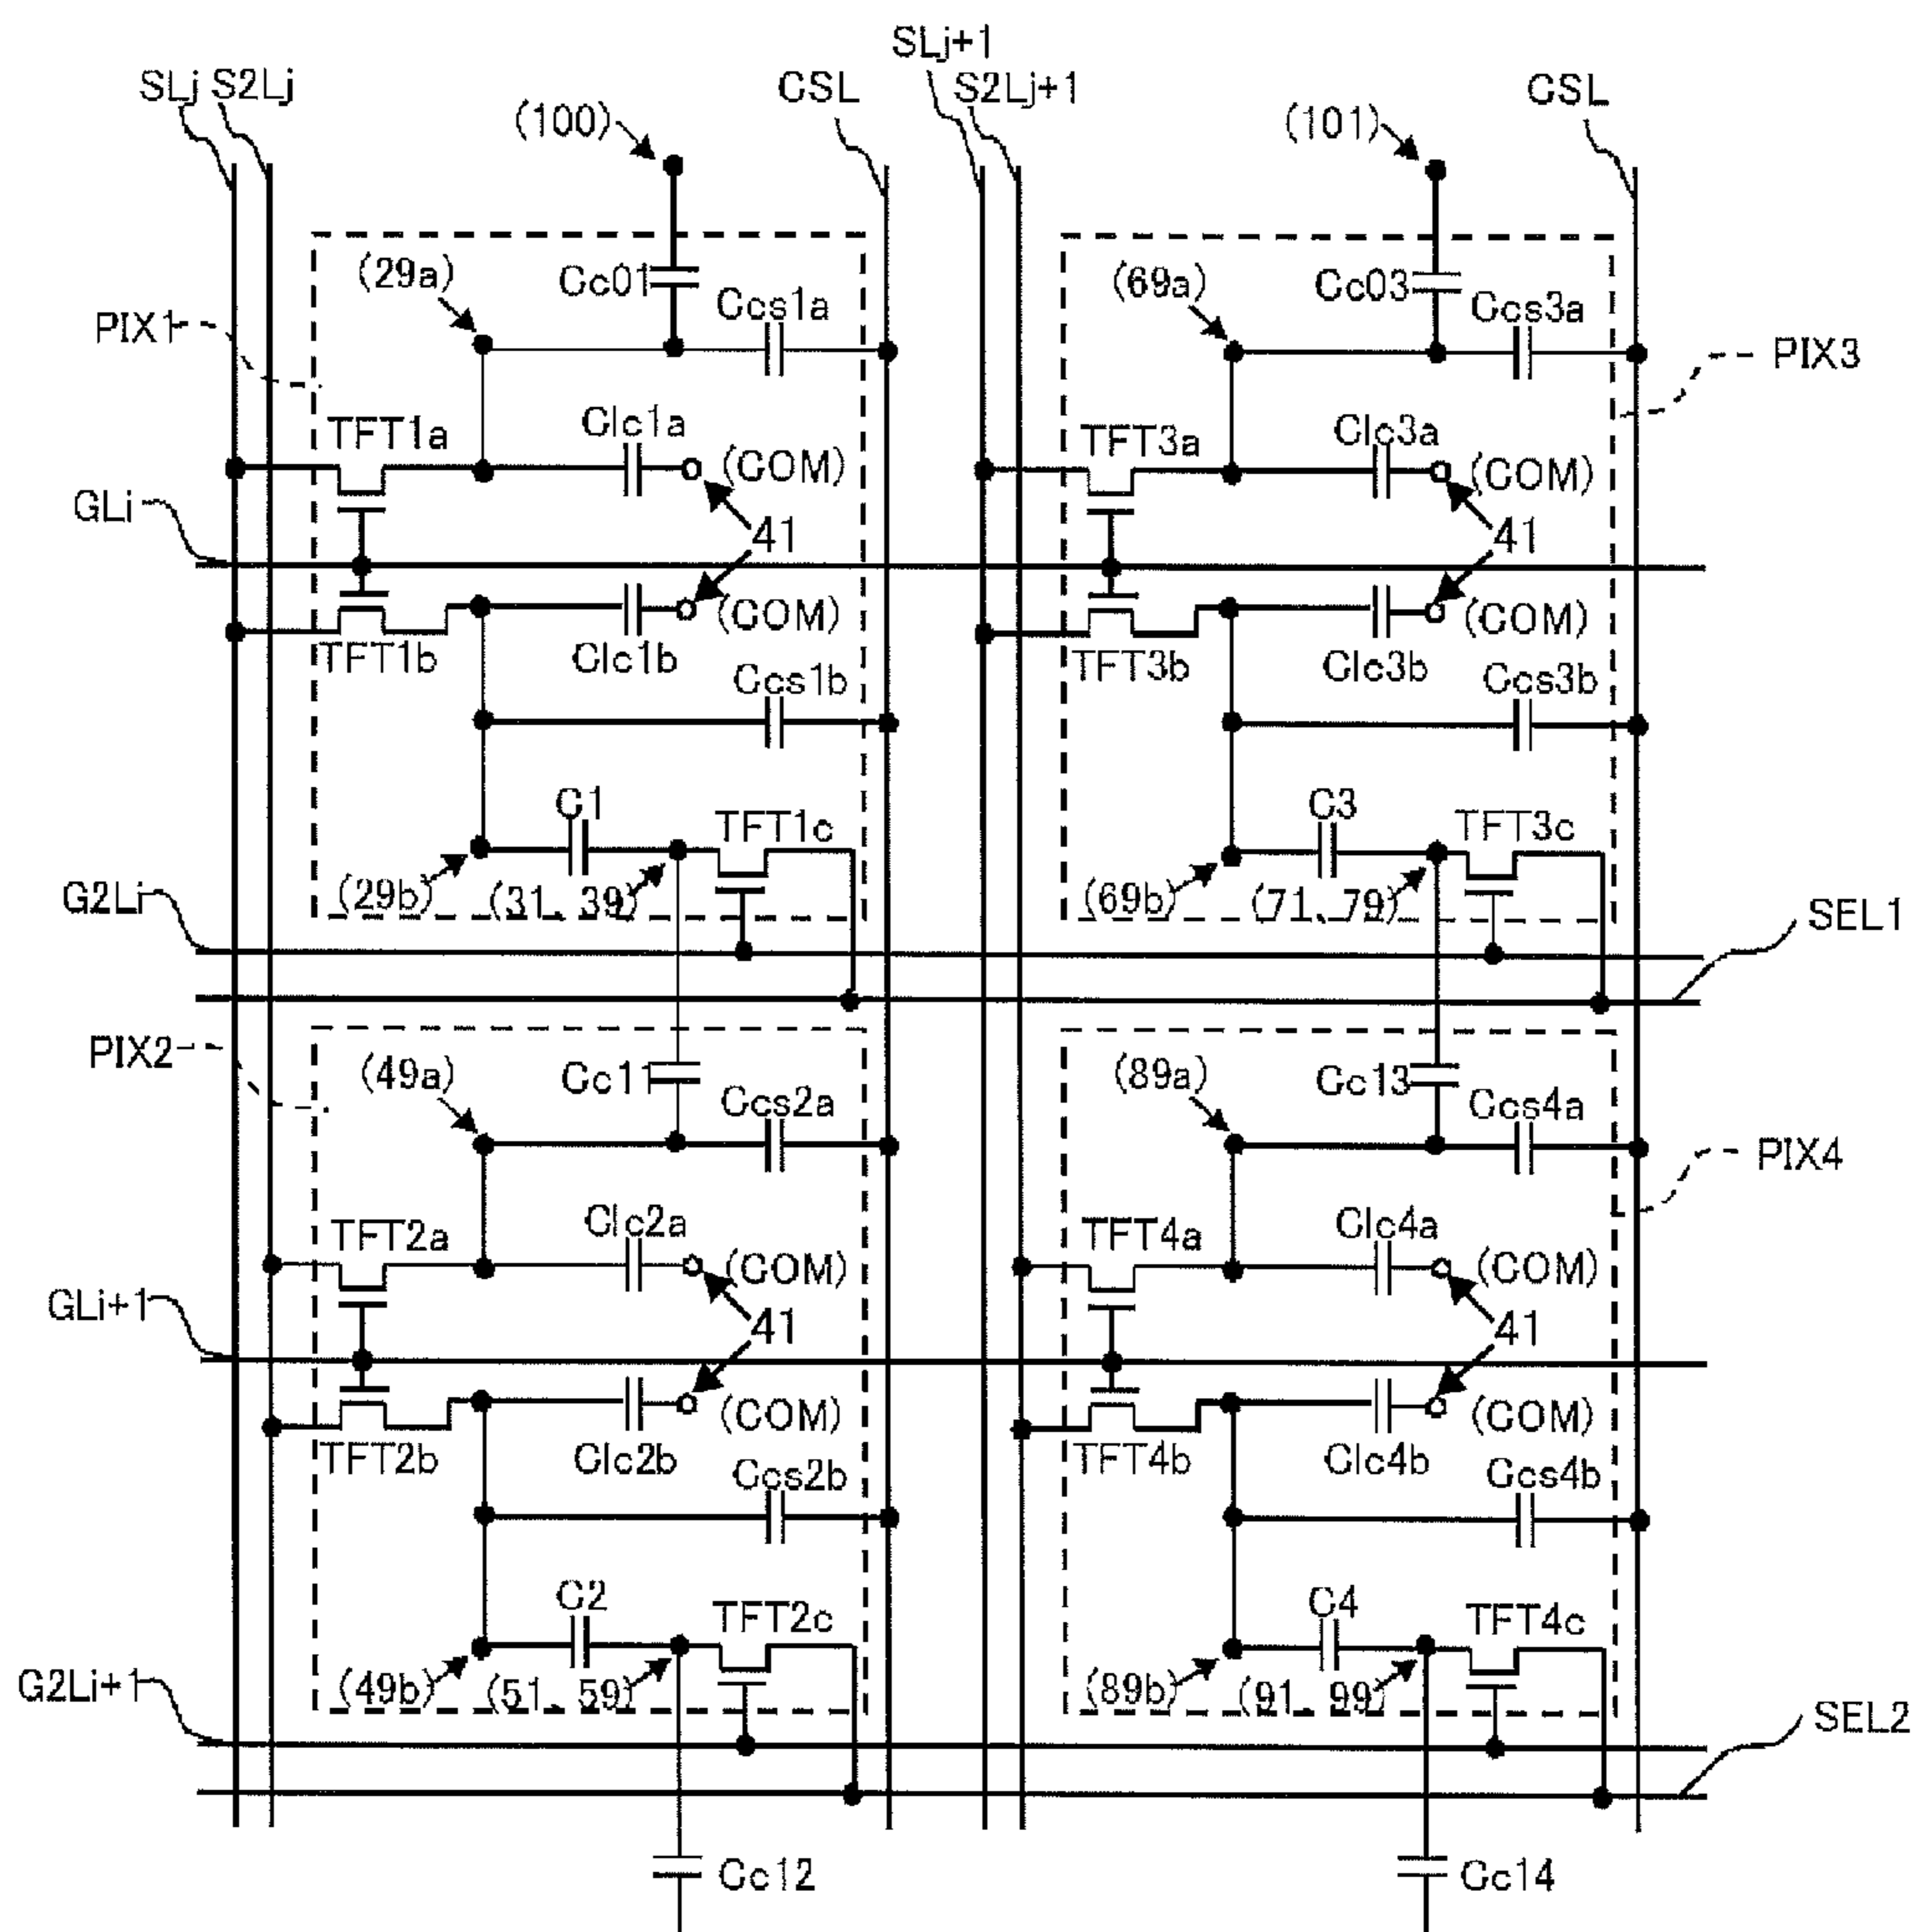 SLj S2Lj CSL SLj+1 S2Lj+1 CSL
(100) (101)
(29a) Cc01 Ccs1a (69a) Cc03 Ccs3a
PIX1 PIX3
TFT1a Clc1a (COM) TFT3a Clc3a (COM)
GLi 41 41
TFT1b Clc1b (COM) TFT3b Clc3b (COM)
Ccs1b Ccs3b
C1 TFT1c C3 TFT3c
G2Li (29b) (31、39) (69b) (71、79) SEL1
PIX2 (49a) Cc11 Ccs2a (89a) Cc13 Ccs4a
PIX4
TFT2a Clc2a (COM) TFT4a Clc4a (COM)
GLi+1 41 41
TFT2b Clc2b (COM) TFT4b Clc4b (COM)
Ccs2b Ccs4b
C2 TFT2c C4 TFT4c
G2Li+1 (49b) (51、59) (89b) (91、99) SEL2
Cc12 Cc14